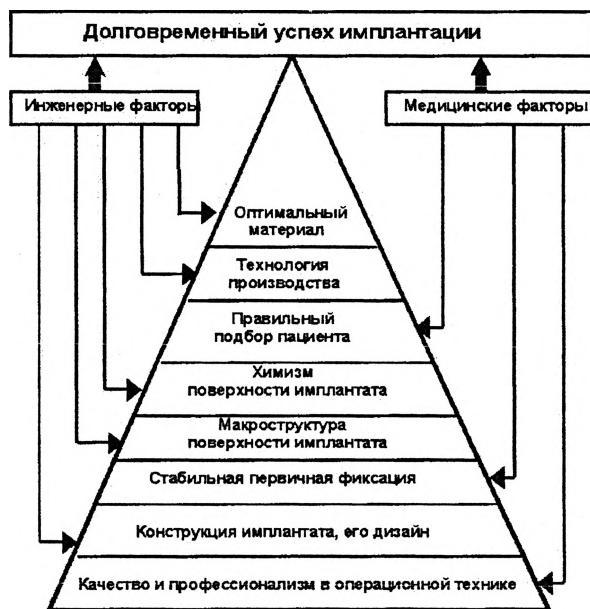 Долговременный успех имплантации
Инженерные факторы
Медицинские факторы
Оптимальный
материал
Технология
производства
Правильный
подбор пациента
Химизм
поверхности имплантата
Макроструктура
поверхности имплантата
Стабильная первичная фиксация
Конструкция имплантата, его дизайн
Качество и профессионализм в операционной технике